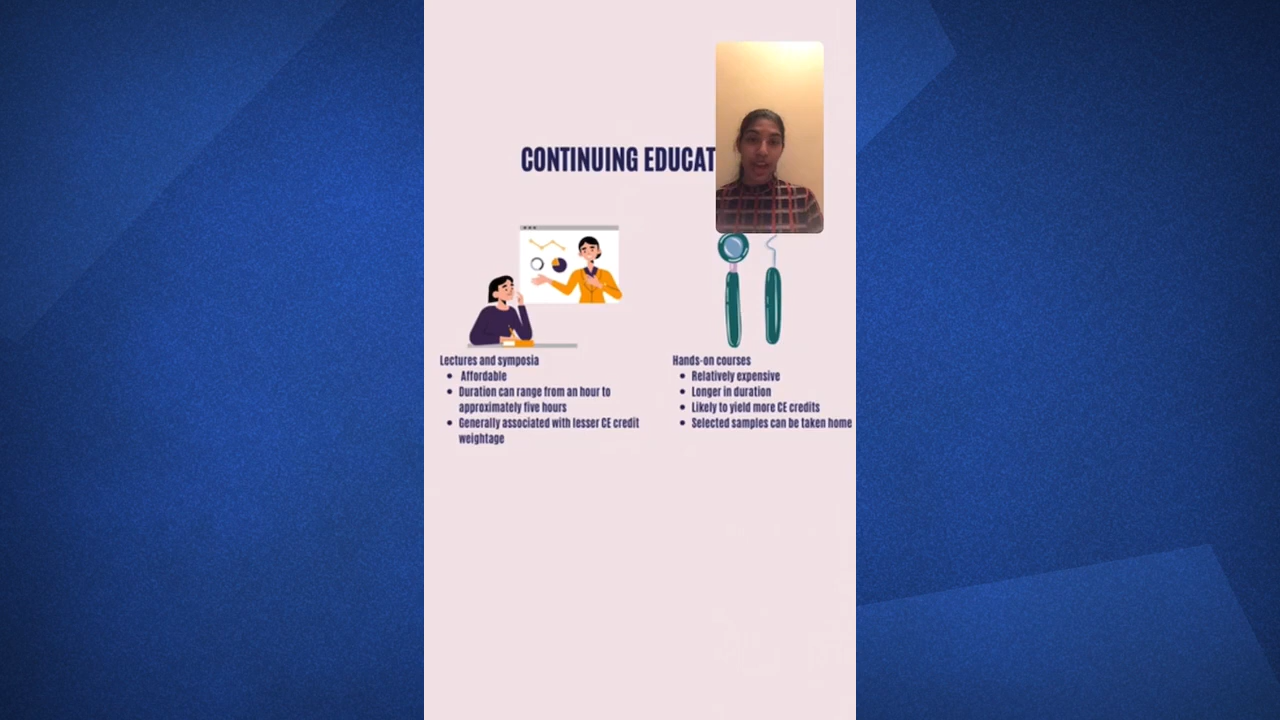 CONTINUING EDUCAT
Lectures and symposia
• Affordable
• Duration can range from an hour to
approximately five hours
• Generally associated with lesser CE credit
weightage
Hands-on courses
• Relatively expensive
• Longer in duration
• Likely to yield more CE credits
• Selected samples can be taken home